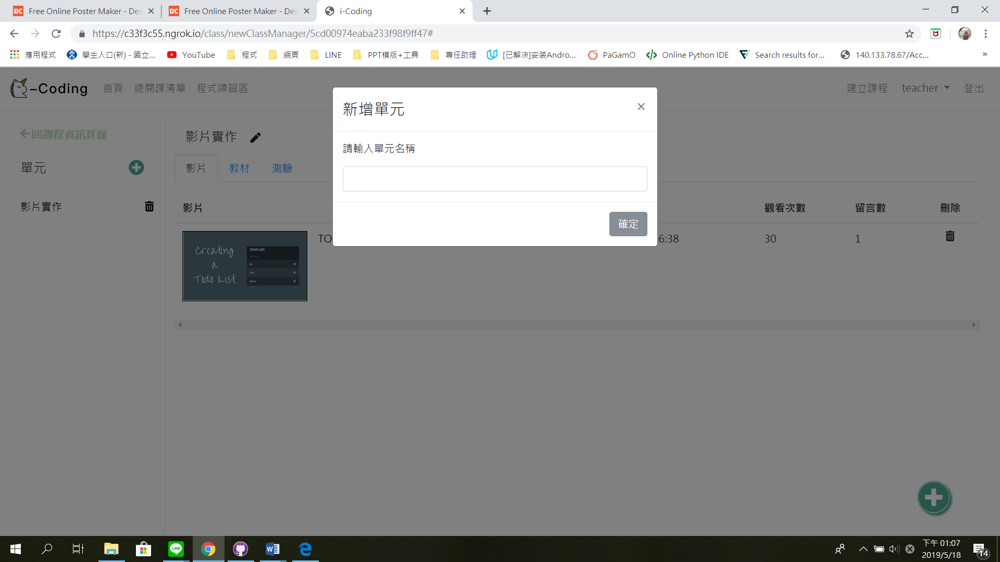 Free Online Poster Maker - Des
Free Online Poster Maker - Des
i-Coding
https://c33f3c55.ngrok.io/class/newClassManager/5cd00974eaba233f98f9ff47#
應用程式
學生入口(新) - 國立...
YouTube
程式
網頁
LINE
PPT模版+工具
專任助理
[已解决]安装Andro...
PaGamO
Online Python IDE
Search results for...
140.133.78.67/Acc...
»
-Coding
首頁
總開課清單
程式練習區
建立課程
teacher
登出
新增單元
×
請輸入單元名稱
確定
回課程資訊頁面
單元
影片實作
影片實作
影片
教材
測驗
影片
觀看次數
留言數
刪除
Creating
a
Todo List
TODO LIST
TO
6:38
30
1
LINE
下午 01:07
2019/5/18
14